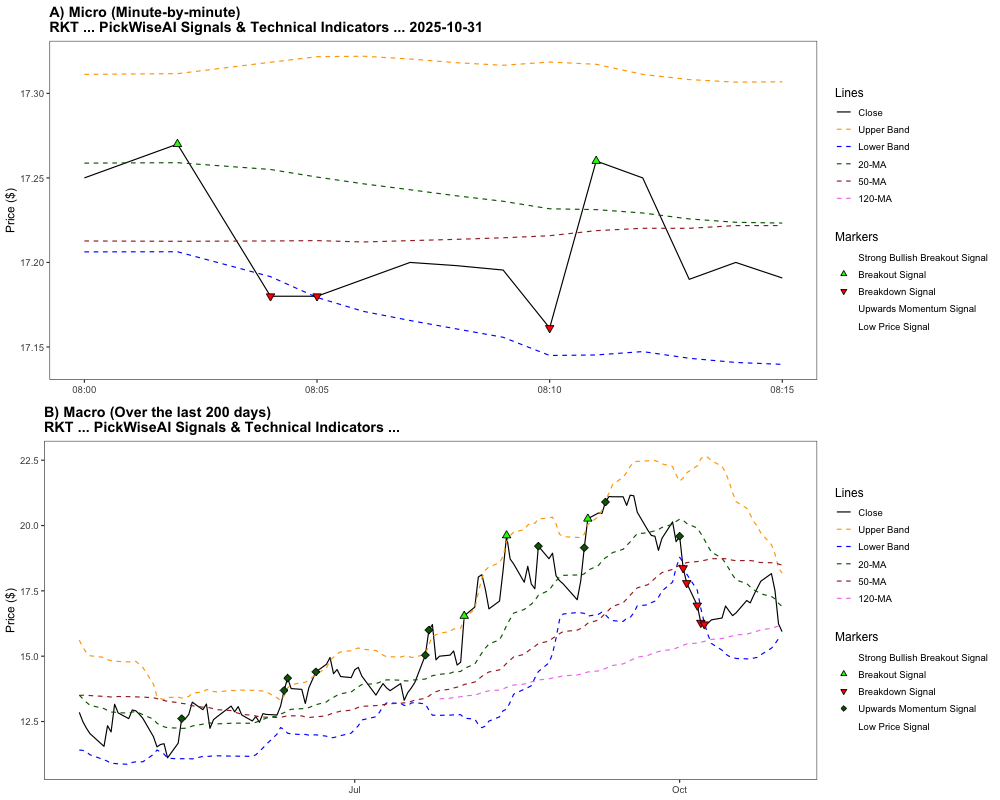 A) Micro (Minute-by-minute)
RKT ... PickWiseAI Signals & Technical Indicators ... 2025-10-31
Price ($)
17.30
17.25
17.20
17.15
08:00
08:05
08:10
08:15
Lines
Close
Upper Band
Lower Band
20-MA
50-MA
120-MA
Markers
Strong Bullish Breakout Signal
Breakout Signal
Breakdown Signal
Upwards Momentum Signal
Low Price Signal
B) Macro (Over the last 200 days)
RKT ... PickWiseAI Signals & Technical Indicators ...
Price ($)
22.5
20.0
17.5
15.0
12.5
Jul
Oct
Lines
Close
Upper Band
Lower Band
20-MA
50-MA
120-MA
Markers
Strong Bullish Breakout Signal
Breakout Signal
Breakdown Signal
Upwards Momentum Signal
Low Price Signal